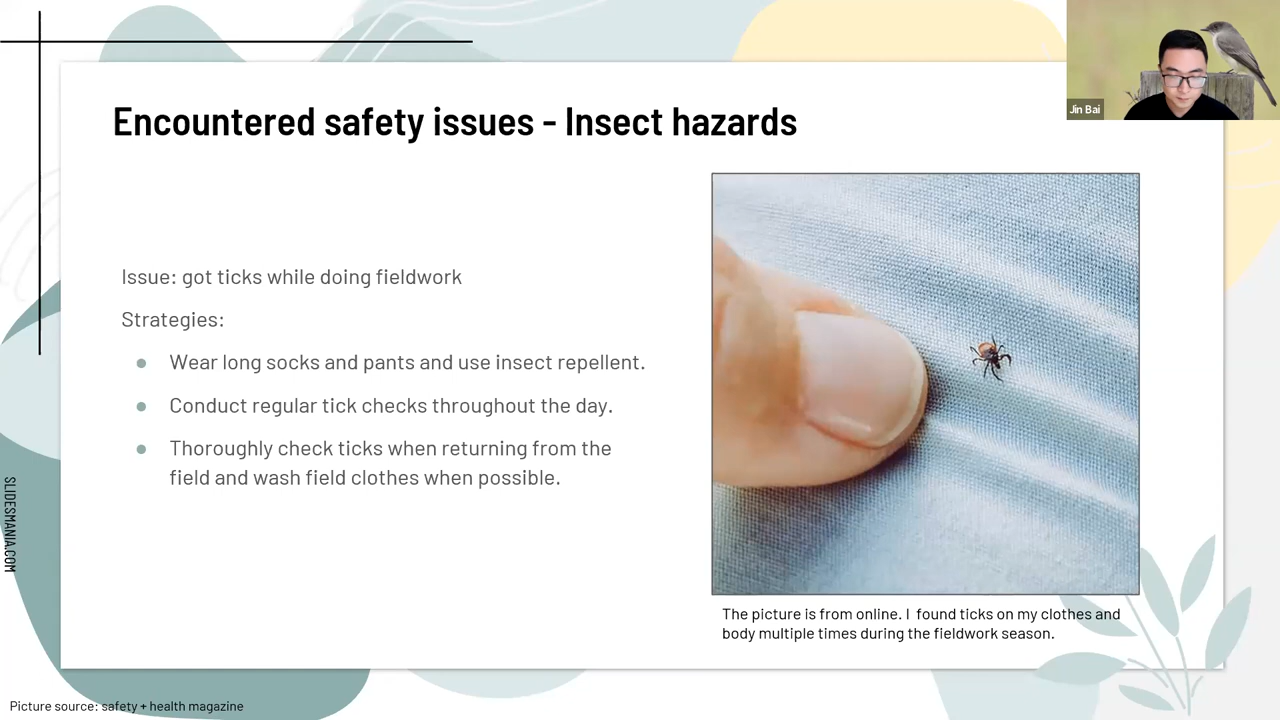 Encountered safety issues - Insect hazards
Jin Bai
Issue: got ticks while doing fieldwork
Strategies:
● Wear long socks and pants and use insect repellent.
● Conduct regular tick checks throughout the day.
● Thoroughly check ticks when returning from the
field and wash field clothes when possible.
The picture is from online. I found ticks on my clothes and
body multiple times during the fieldwork season.
SLIDESMANIA.COM
Picture source: safety + health magazine